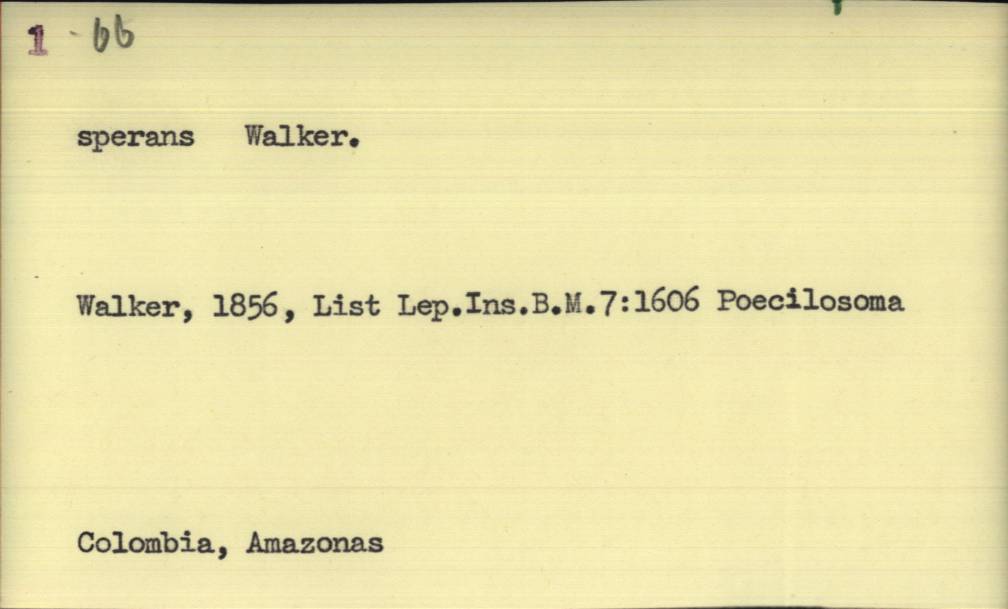 1 66
sperans Walker.
Walker, 1856, List Lep.Ins.B.M.7:1606 Poecilosoma
Colombia, Amazonas